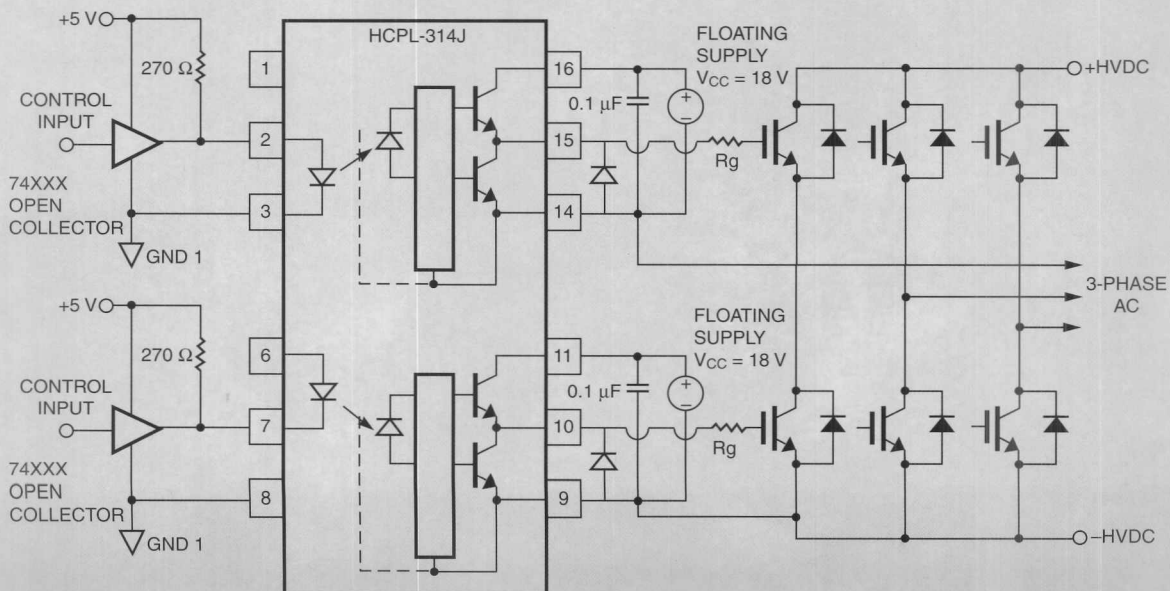 +5 V
HCPL-314J
270 Ω
1
16
FLOATING
SUPPLY
VCC = 18 V
+HVDC
CONTROL
INPUT
0.1 µF
+
−
2
15
Rg
74XXX
OPEN
COLLECTOR
3
14
GND 1
3-PHASE
AC
+5 V
FLOATING
SUPPLY
VCC = 18 V
270 Ω
6
11
CONTROL
INPUT
0.1 µF
+
−
7
10
Rg
74XXX
OPEN
COLLECTOR
8
9
GND 1
−HVDC